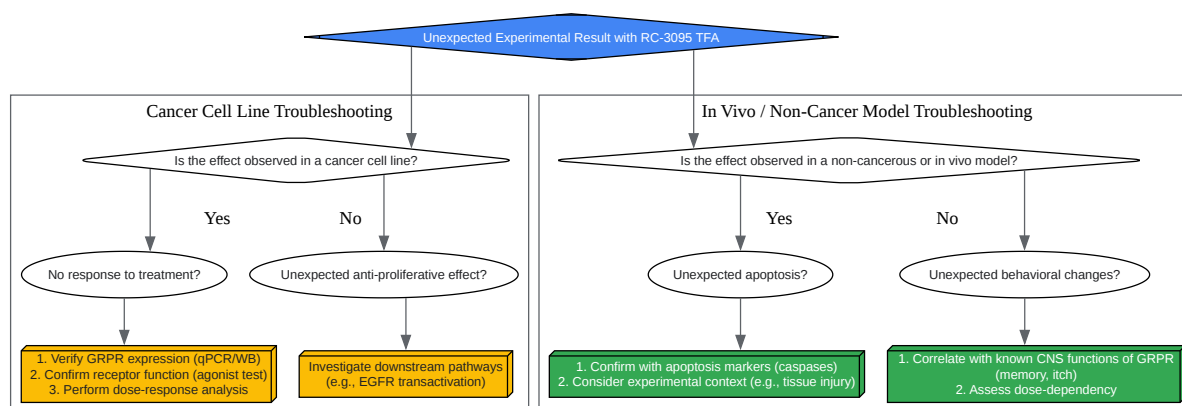 Unexpected Experimental Result with RC-3095 TFA
Cancer Cell Line Troubleshooting
Is the effect observed in a cancer cell line?
Yes
No
No response to treatment?
Unexpected anti-proliferative effect?
1. Verify GRPR expression (qPCR/WB)
2. Confirm receptor function (agonist test)
3. Perform dose-response analysis
Investigate downstream pathways
(e.g., EGFR transactivation)
In Vivo / Non-Cancer Model Troubleshooting
Is the effect observed in a non-cancerous or in vivo model?
Yes
No
Unexpected apoptosis?
Unexpected behavioral changes?
1. Confirm with apoptosis markers (caspases)
2. Consider experimental context (e.g., tissue injury)
1. Correlate with known CNS functions of GRPR
(memory, itch)
2. Assess dose-dependency